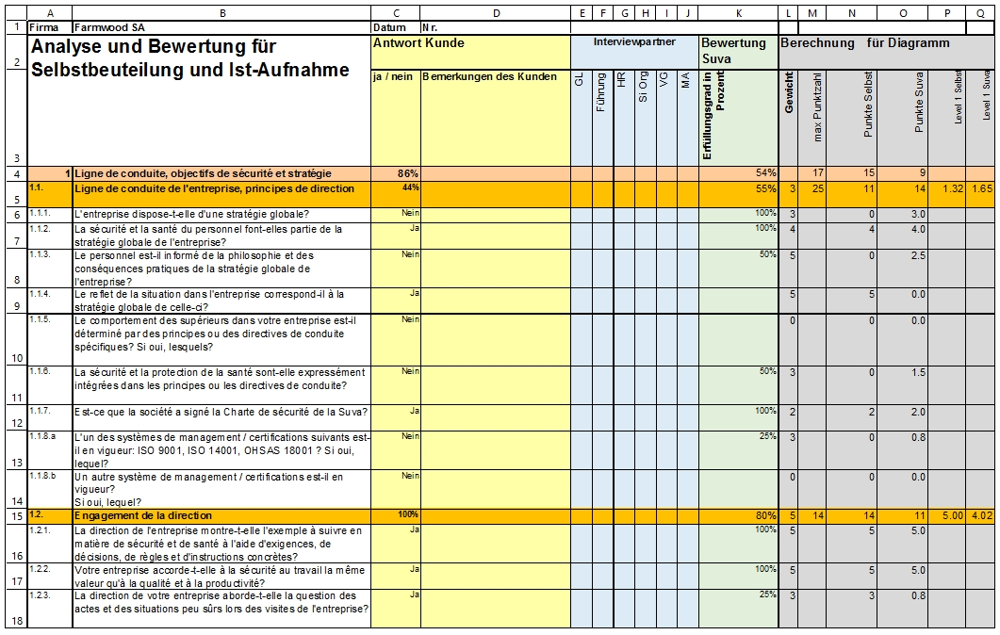 A B C D E F G H I J K L M N O P Q
1 Firma Farmwood SA Datum Nr.
2 Analyse und Bewertung für Antwort Kunde Interviewpartner Bewertung Berechnung für Diagramm
Selbstbeuteilung und Ist-Aufnahme Suva
3 ja / nein Bemerkungen des Kunden GL Führung HR Si Org VG MA Erfüllungsgrad in Prozent Gewicht max Punktzahl Punkte Selbst Punkte Suva Level 1 Selbst Level 1 Suva
4 1 Ligne de conduite, objectifs de sécurité et stratégie 86% 54% 17 15 9
5 1.1. Ligne de conduite de l'entreprise, principes de direction 44% 55% 3 25 11 14 1.32 1.65
6 1.1.1. L'entreprise dispose-t-elle d'une stratégie globale? Nein 100% 3 0 3.0
7 1.1.2. La sécurité et la santé du personnel font-elles partie de la Ja 100% 4 4 4.0
stratégie globale de l'entreprise?
8 1.1.3. Le personnel est-il informé de la philosophie et des Nein 50% 5 0 2.5
conséquences pratiques de la stratégie globale de
l'entreprise?
9 1.1.4. Le reflet de la situation dans l'entreprise correspond-il à la Ja 5 5 0.0
stratégie globale de celle-ci?
10 1.1.5. Le comportement des supérieurs dans votre entreprise est-il Nein 0 0 0.0
déterminé par des principes ou des directives de conduite
spécifiques? Si oui, lesquels?
11 1.1.6. La sécurité et la protection de la santé sont-elle expressément Nein 50% 3 0 1.5
intégrées dans les principes ou les directives de conduite?
12 1.1.7. Est-ce que la société a signé la Charte de sécurité de la Suva? Ja 100% 2 2 2.0
13 1.1.8.a L'un des systèmes de management / certifications suivants est- Nein 25% 3 0 0.8
il en vigueur: ISO 9001, ISO 14001, OHSAS 18001 ? Si oui,
lequel?
14 1.1.8.b Un autre système de management / certifications est-il en Nein 0 0 0.0
vigueur?
Si oui, lequel?
15 1.2. Engagement de la direction 100% 80% 5 14 14 11 5.00 4.02
16 1.2.1. La direction de l'entreprise montre-t-elle l'exemple à suivre en Ja 100% 5 5 5.0
matière de sécurité et de santé à l'aide d'exigences, de
décisions, de règles et d'instructions concrètes?
17 1.2.2. Votre entreprise accorde-t-elle à la sécurité au travail la même Ja 100% 5 5 5.0
valeur qu'à la qualité et à la productivité?
18 1.2.3. La direction de votre entreprise aborde-t-elle la question des Ja 25% 3 3 0.8
actes et des situations peu sûrs lors des visites de l'entreprise?